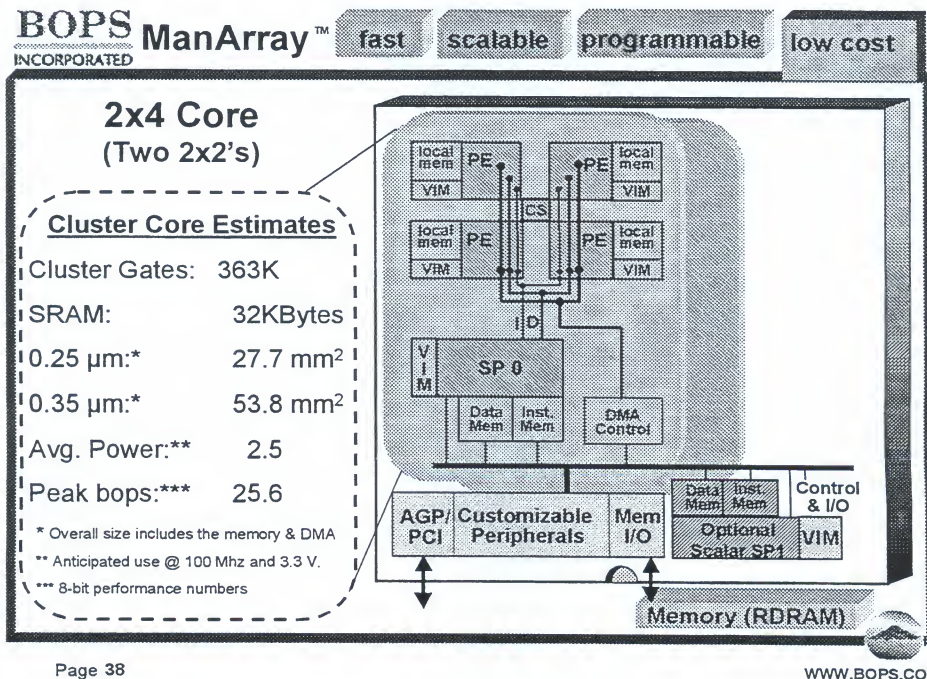 BOPS
INCORPORATED
ManArray™
fast
scalable
programmable
low cost
2x4 Core
(Two 2x2's)
Cluster Core Estimates
Cluster Gates: 363K
SRAM: 32KBytes
0.25 µm:* 27.7 mm²
0.35 µm:* 53.8 mm²
Avg. Power:** 2.5
Peak bops:*** 25.6
* Overall size includes the memory & DMA
** Anticipated use @ 100 Mhz and 3.3 V.
*** 8-bit performance numbers
local
mem
VIM
PE
PE
local
mem
VIM
CS
local
mem
VIM
PE
PE
local
mem
VIM
I D
VIM
SP 0
Data
Mem
Inst.
Mem
DMA
Control
AGP/
PCI
Customizable
Peripherals
Mem
I/O
Data
Mem
Inst.
Mem
Control
& I/O
Optional
Scalar SP1
VIM
Memory (RDRAM)
Page 38
WWW.BOPS.CO